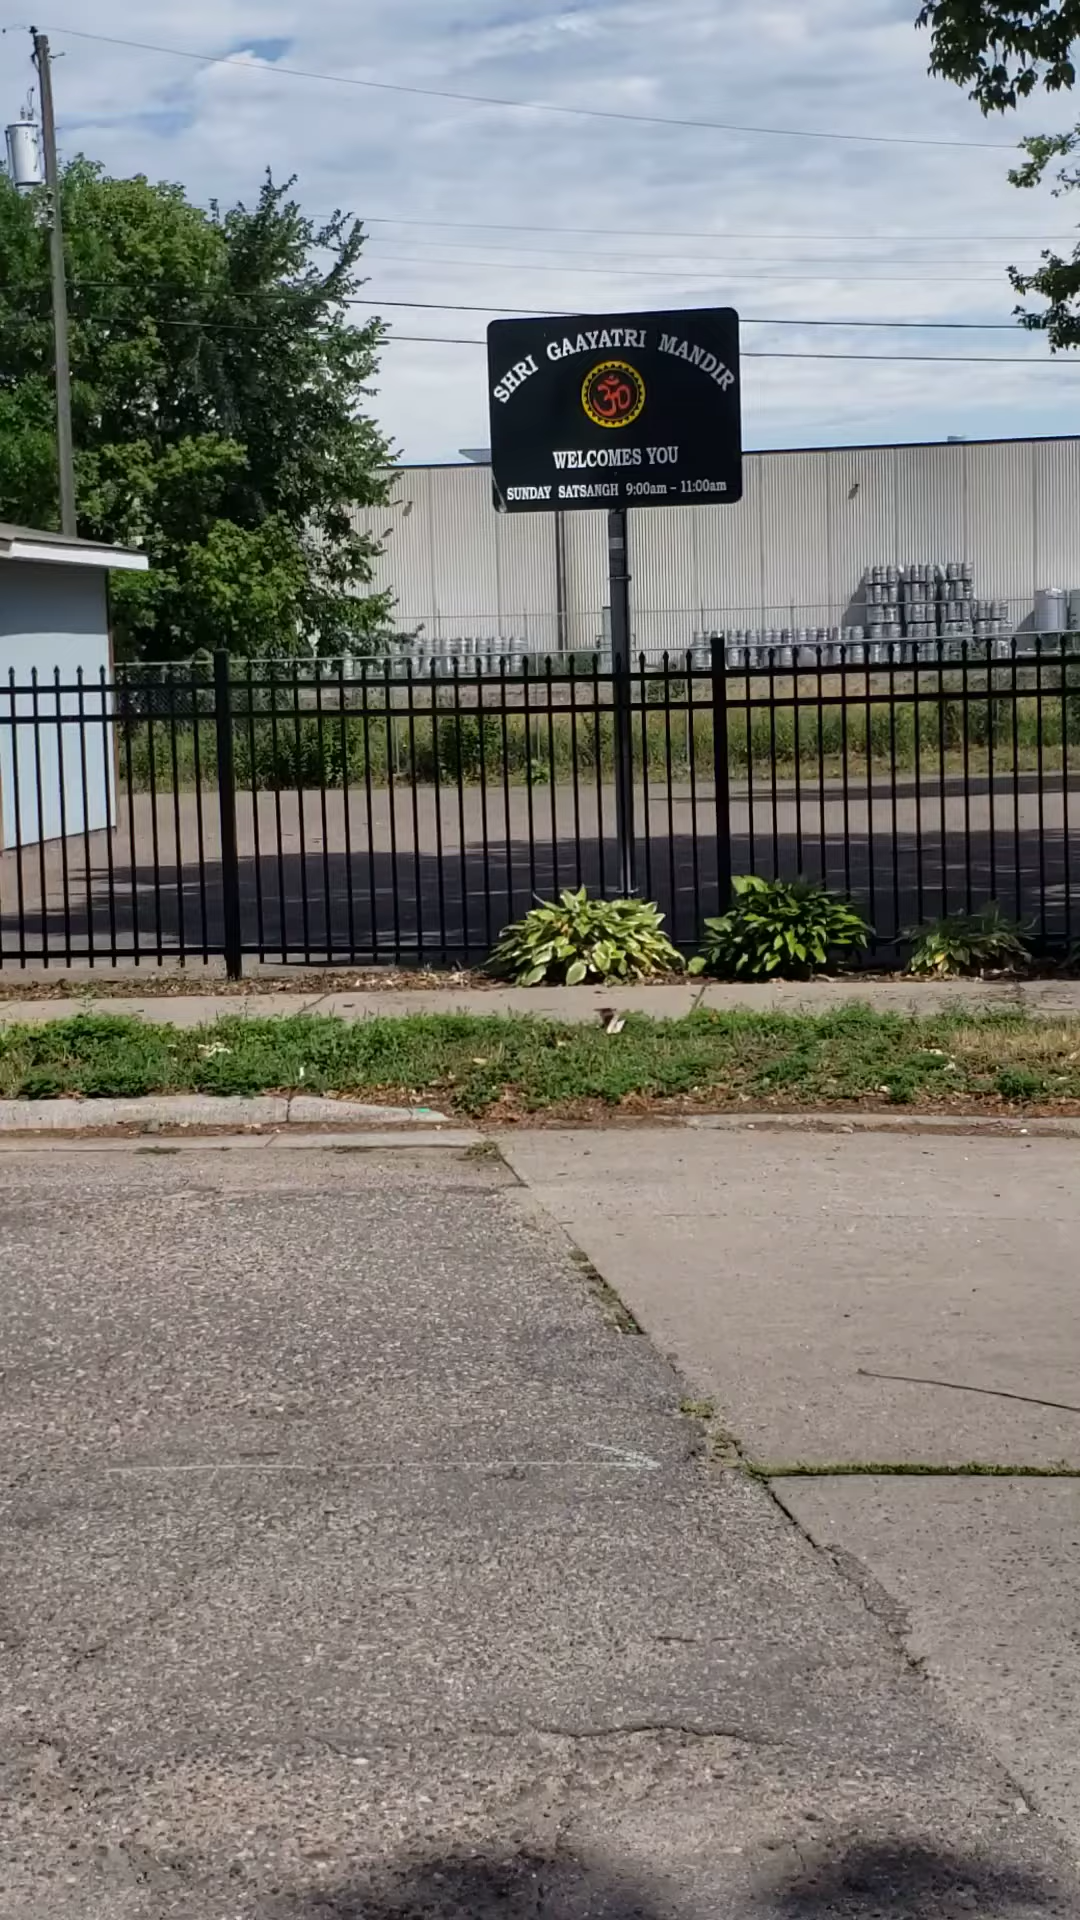 SHRI GAAYATRI MANDIR
ॐ
WELCOMES YOU
SUNDAY SATSANGH 9:00am - 11:00am